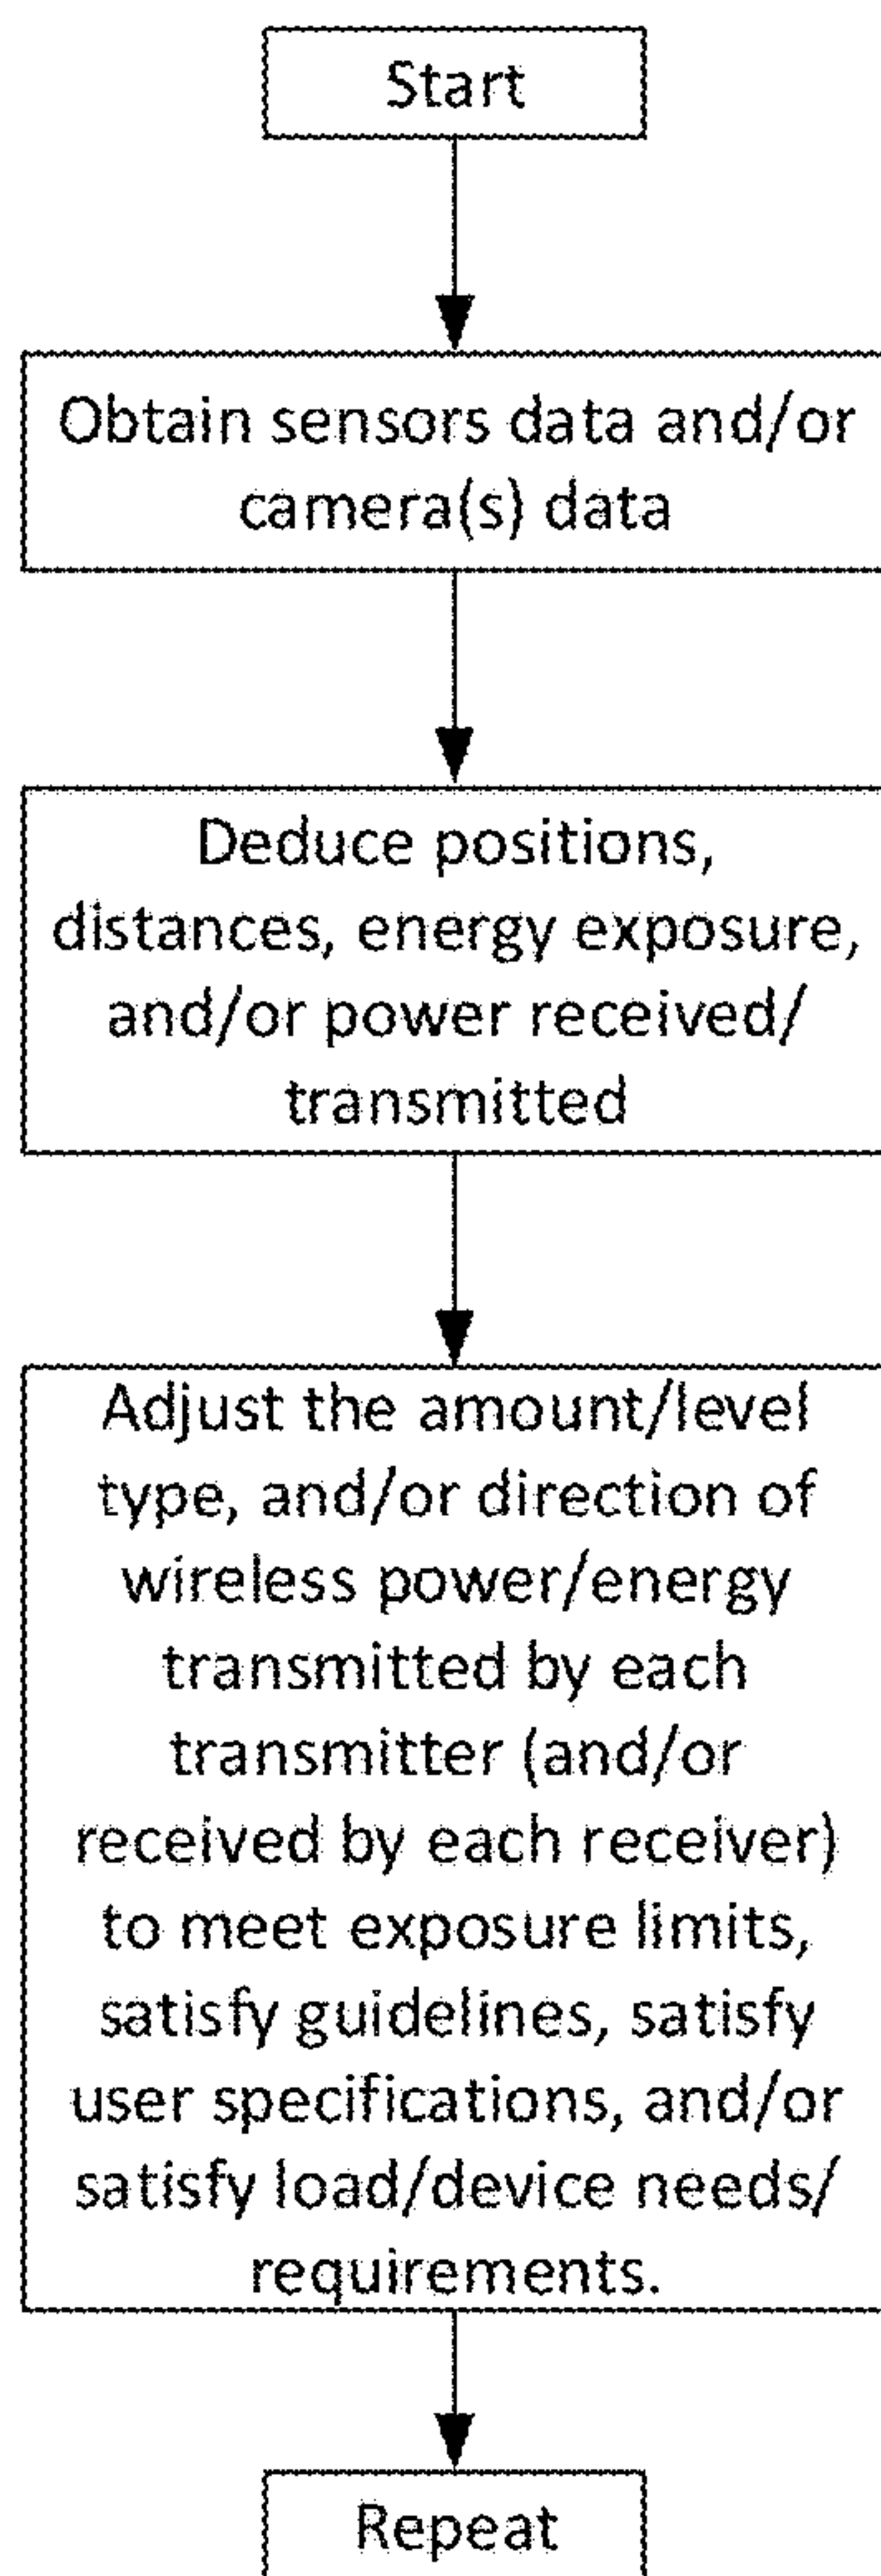 Start
Obtain sensors data and/or
camera(s) data
Deduce positions,
distances, energy exposure,
and/or power received/
transmitted
Adjust the amount/level
type, and/or direction of
wireless power/energy
transmitted by each
transmitter (and/or
received by each receiver)
to meet exposure limits,
satisfy guidelines, satisfy
user specifications, and/or
satisfy load/device needs/
requirements.
Repeat